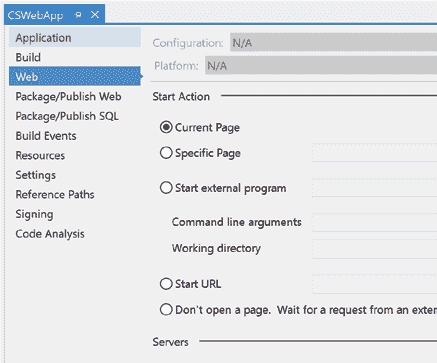 CSWebApp
Application
Build
Web
Package/Publish Web
Package/Publish SQL
Build Events
Resources
Settings
Reference Paths
Signing
Code Analysis
Configuration: N/A
Platform: N/A
Start Action
Current Page
Specific Page
Start external program
Command line arguments
Working directory
Start URL
Don't open a page. Wait for a request from an exter
Servers